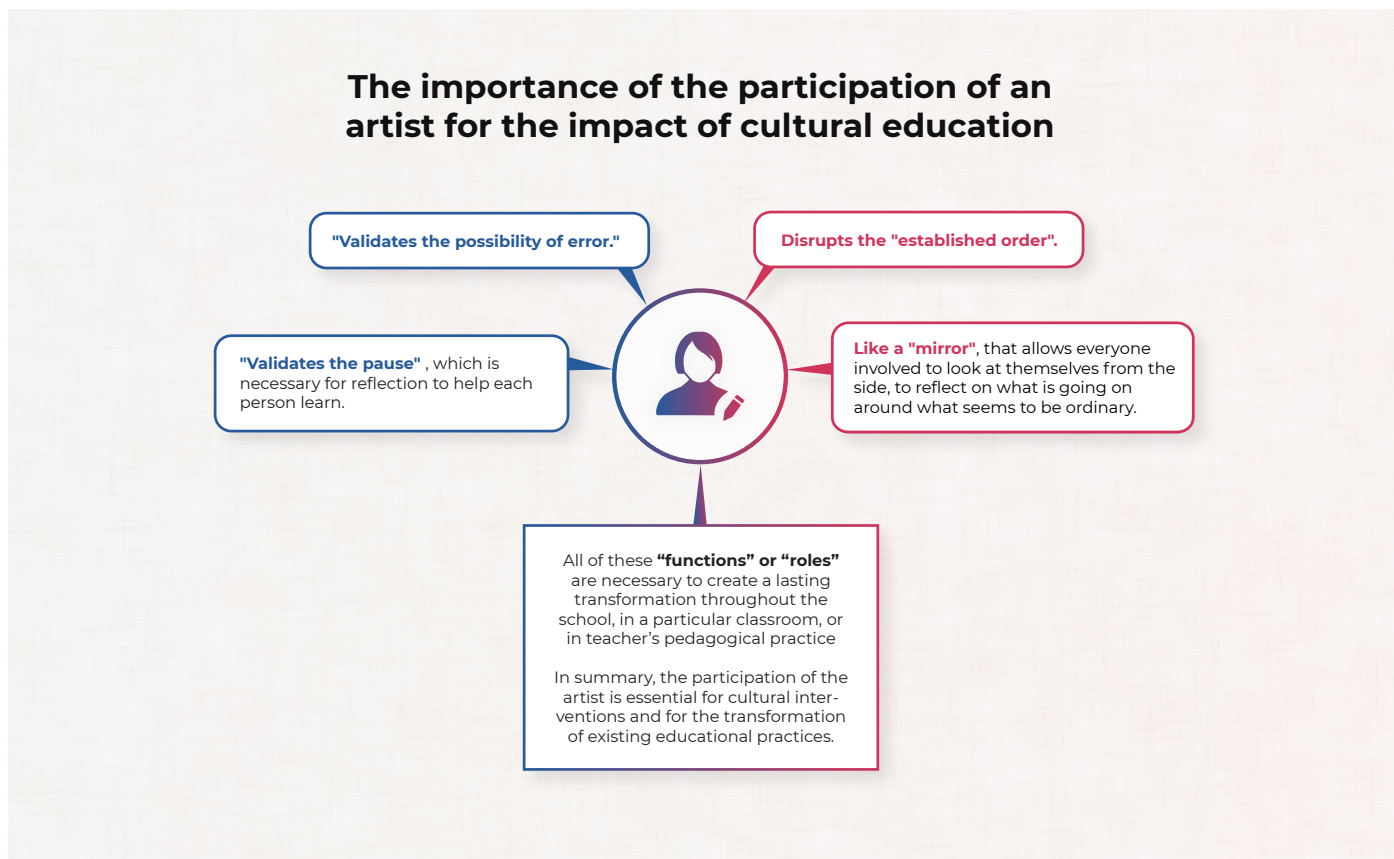 The importance of the participation of an
artist for the impact of cultural education
"Validates the possibility of error."
Disrupts the "established order".
"Validates the pause" , which is
necessary for reflection to help each
person learn.
Like a "mirror", that allows everyone
involved to look at themselves from the
side, to reflect on what is going on
around what seems to be ordinary.
All of these “functions” or “roles”
are necessary to create a lasting
transformation throughout the
school, in a particular classroom, or
in teacher’s pedagogical practice
In summary, the participation of the
artist is essential for cultural inter-
ventions and for the transformation
of existing educational practices.